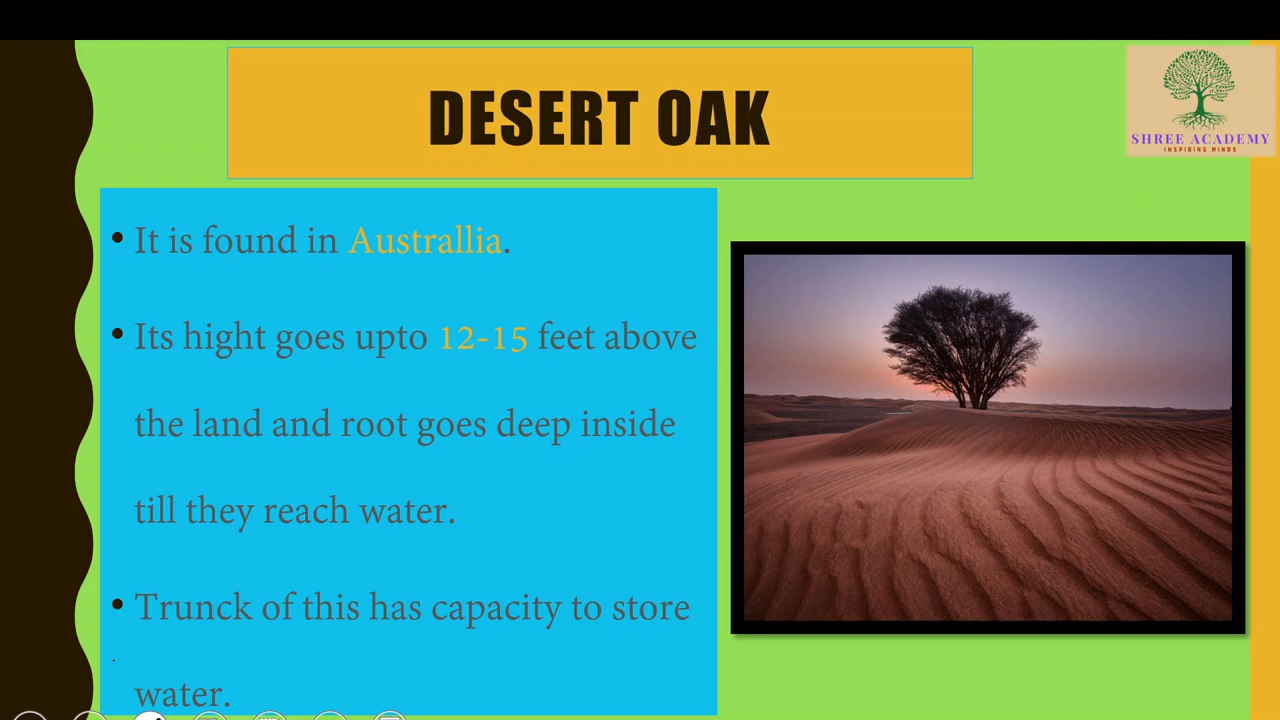 DESERT OAK
SHREE ACADEMY
INSPIRING MINDS
• It is found in Australlia.
• Its hight goes upto 12-15 feet above
the land and root goes deep inside
till they reach water.
• Trunck of this has capacity to store
water.